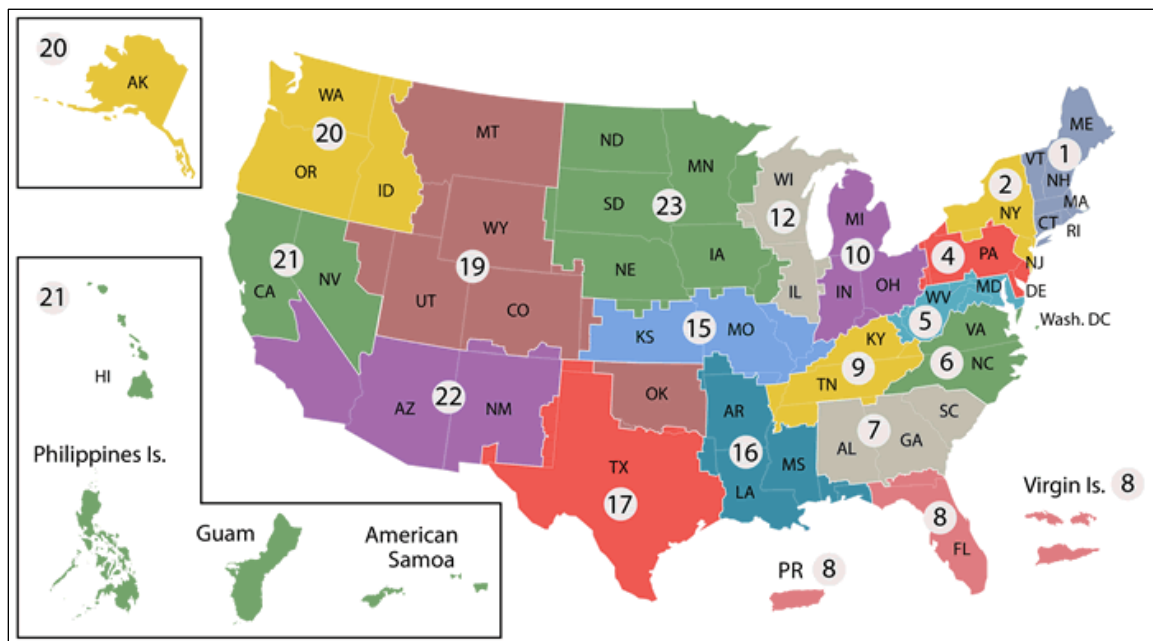 20
AK
WA
20
OR
ID
MT
WY
19
UT
CO
OK
ND
MN
SD
23
NE
IA
WI
12
IL
MI
10
IN
OH
ME
VT
1
NH
MA
CT
RI
2
NY
4
PA
NJ
DE
MD
WV
5
Wash. DC
VA
6
NC
KY
9
TN
KS
15
MO
21
NV
CA
AZ
22
NM
TX
17
AR
16
MS
LA
SC
7
AL
GA
8
FL
Virgin Is. 8
PR 8
21
HI
Philippines Is.
Guam
American
Samoa